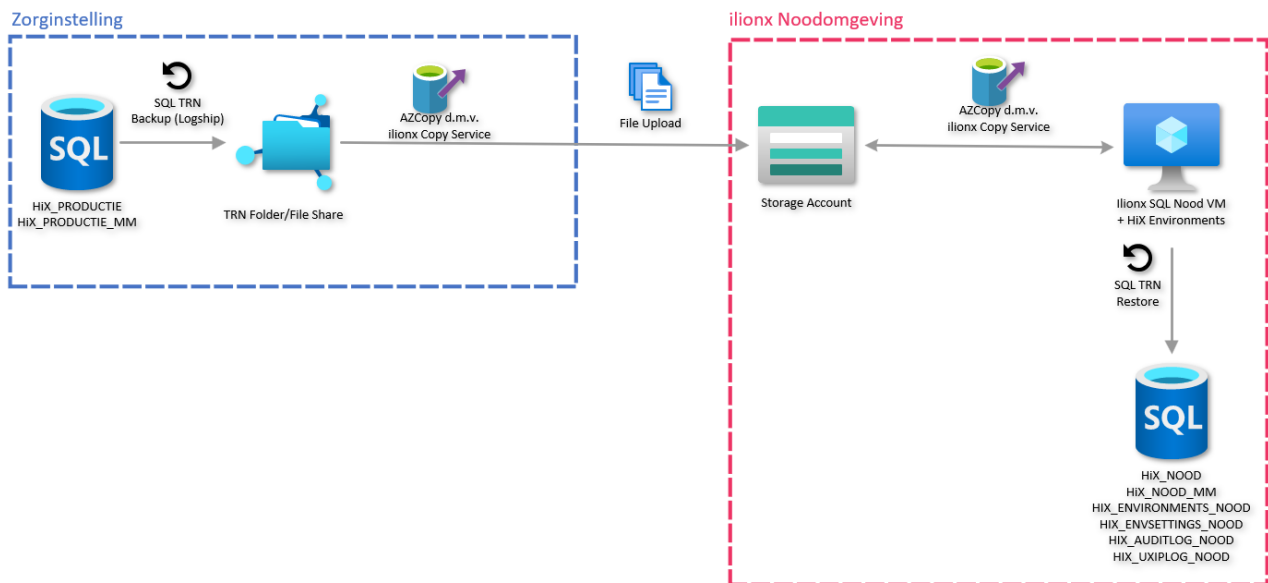 Zorginstelling
SQL TRN
Backup (Logship)
SQL
HiX_PRODUCTIE
HiX_PRODUCTIE_MM
TRN Folder/File Share
AZCopy d.m.v.
ilionx Copy Service
File Upload
ilionx Noodomgeving
Storage Account
AZCopy d.m.v.
ilionx Copy Service
Ilionx SQL Nood VM
+ HiX Environments
SQL TRN
Restore
SQL
HiX_NOOD
HiX_NOOD_MM
HIX_ENVIRONMENTS_NOOD
HIX_ENVSETTINGS_NOOD
HIX_AUDITLOG_NOOD
HIX_UXIPLOG_NOOD